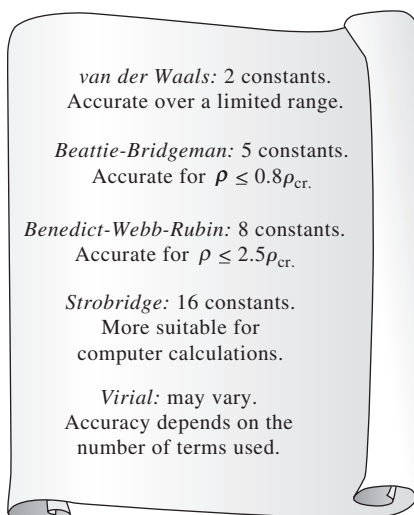 van der Waals: 2 constants.
Accurate over a limited range.
Beattie-Bridgeman: 5 constants.
Accurate for ρ ≤ 0.8ρcr.
Benedict-Webb-Rubin: 8 constants.
Accurate for ρ ≤ 2.5ρcr.
Strobridge: 16 constants.
More suitable for
computer calculations.
Virial: may vary.
Accuracy depends on the
number of terms used.